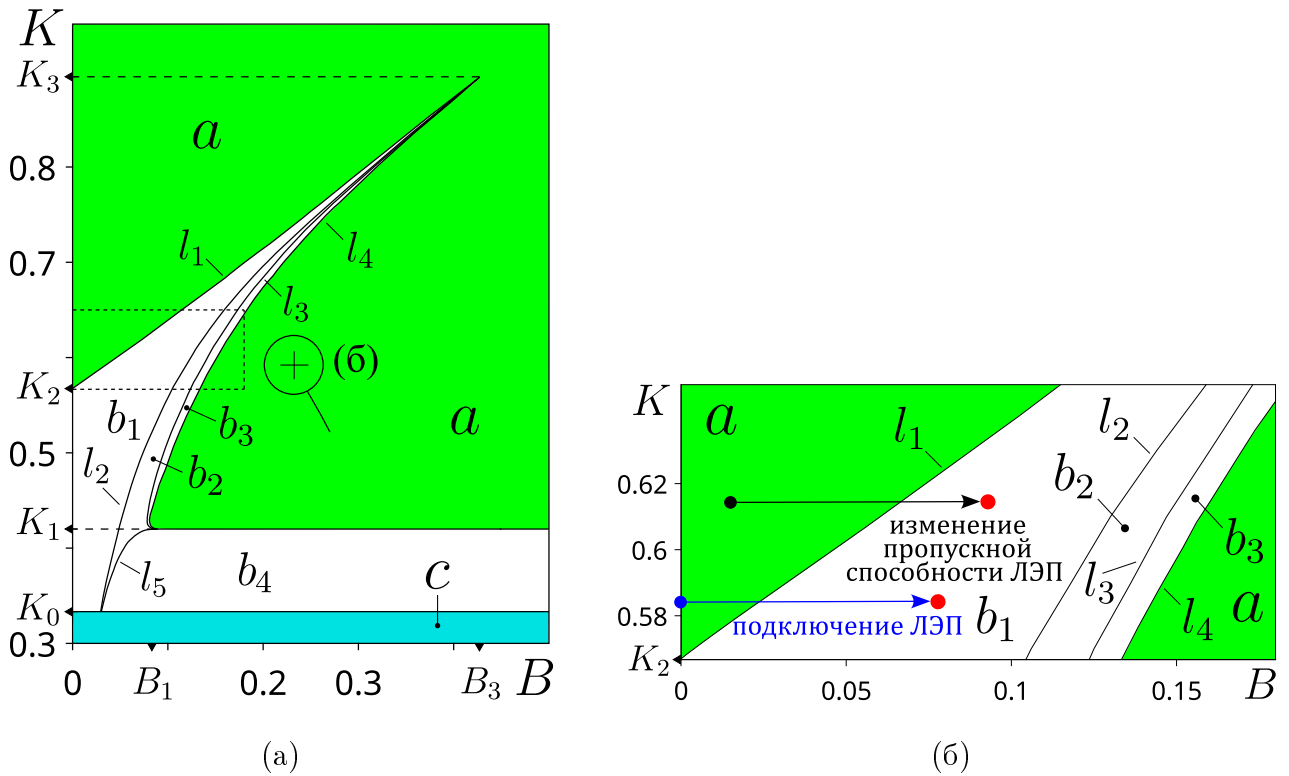 K
K₃
a
0.8
l₁
l₄
0.7
l₃
(б)
K₂
b₁
b₃
a
0.5
l₂
b₂
K₁
l₅
b₄
c
K₀
0.3
0
B₁
0.2
0.3
B₃
B
(а)
K
a
l₁
l₂
b₂
0.62
изменение
пропускной
способности ЛЭП
0.6
b₃
l₃
0.58
подключение ЛЭП
b₁
l₄
a
K₂
0
0.05
0.1
0.15
B
(б)